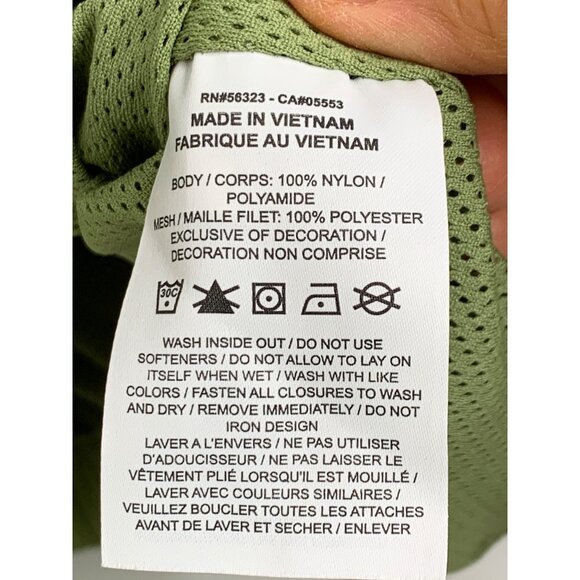 RN#56323 - CA#05553
MADE IN VIETNAM
FABRIQUE AU VIETNAM
BODY / CORPS: 100% NYLON /
POLYAMIDE
MESH / MAILLE FILET: 100% POLYESTER
EXCLUSIVE OF DECORATION /
DECORATION NON COMPRISE
30C
WASH INSIDE OUT / DO NOT USE
SOFTENERS / DO NOT ALLOW TO LAY ON
ITSELF WHEN WET / WASH WITH LIKE
COLORS / FASTEN ALL CLOSURES TO WASH
AND DRY / REMOVE IMMEDIATELY / DO NOT
IRON DESIGN
LAVER A L'ENVERS / NE PAS UTILISER
D'ADOUCISEUR / NE PAS LAISSER LE
VÊTEMENT PLIÉ LORSQU'IL EST MOUILLÉ /
LAVER AVEC COULEURS SIMILAIRES /
VEUILLEZ BOUCLER TOUTES LES ATTACHES
AVANT DE LAVER ET SECHER / ENLEVER